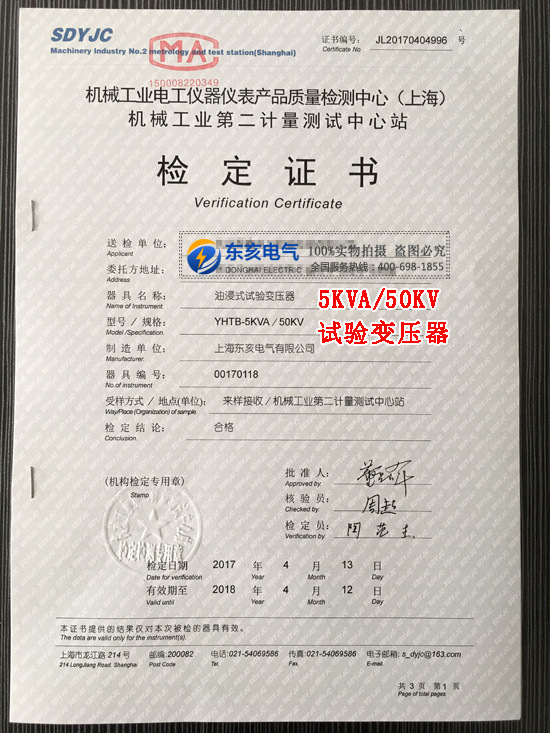 SDYJC
Machinery Industry No.2 metrology and test station(Shanghai)
MA
150008220349
证书编号: JL20170404996 号
Certificate No
机械工业电工仪器仪表产品质量检测中心（上海）
机械工业第二计量测试中心站
检定证书
Verification Certificate
送检单位:
Applicant
委托方地址:
Address
东亥电气
DONGHAI ELECTRIC
100%实物拍摄 盗图必究
全国服务热线：400-698-1855
器具名称: 油浸式试验变压器
Name of Instrument
型号 / 规格: YHTB-5KVA / 50KV
Model /Specification.
5KVA/50KV
试验变压器
制造单位: 上海东亥电气有限公司
Manufacturer.
器具编号: 00170118
No.of instrument
受样方式 / 地点(单位): 来样接收 / 机械工业第二计量测试中心站
Way/Place (Organization) of sample.
检定结论: 合格
Conclusion.
(机构检定专用章)
Stamp
批准人:
Approved by
核验员:
Checked by
周超
检定员:
Verification by
检定日期 2017 年 4 月 13 日
Date for verification Year Month Day
有效期至 2018 年 4 月 12 日
Valid until Year Month Day
本证书提供的结果仅对本次被检的器具有效。
The data are valid only for the instrument(s).
上海市龙江路 214 号 邮编:200082 电话:021-54069586 传真:021-54069586 电子邮箱: s_dyjc@163.com
214 LongJiang Road. Shanghai Post Code Tel. Fax. E-mail.
共 3 页 第 1 页
Page of total pages